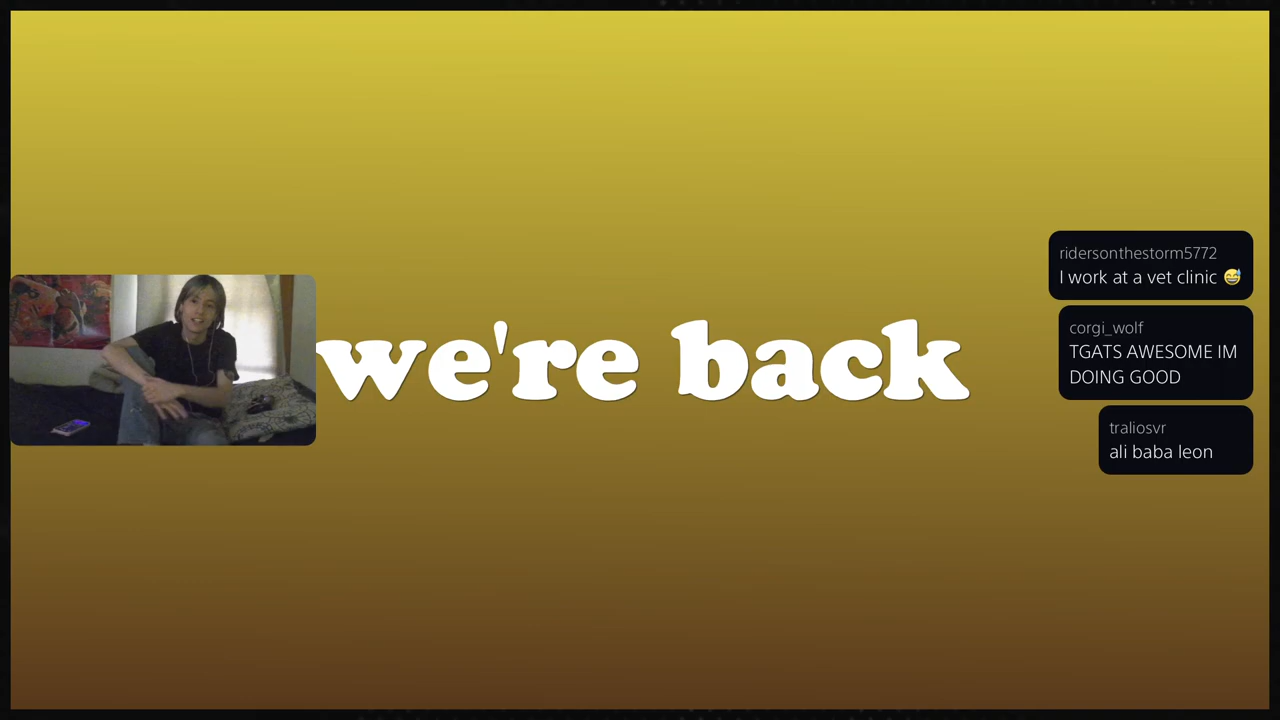 we're back
ridersonthestorm5772
I work at a vet clinic 😅
corgi_wolf
TGATS AWESOME IM
DOING GOOD
traliosvr
ali baba leon